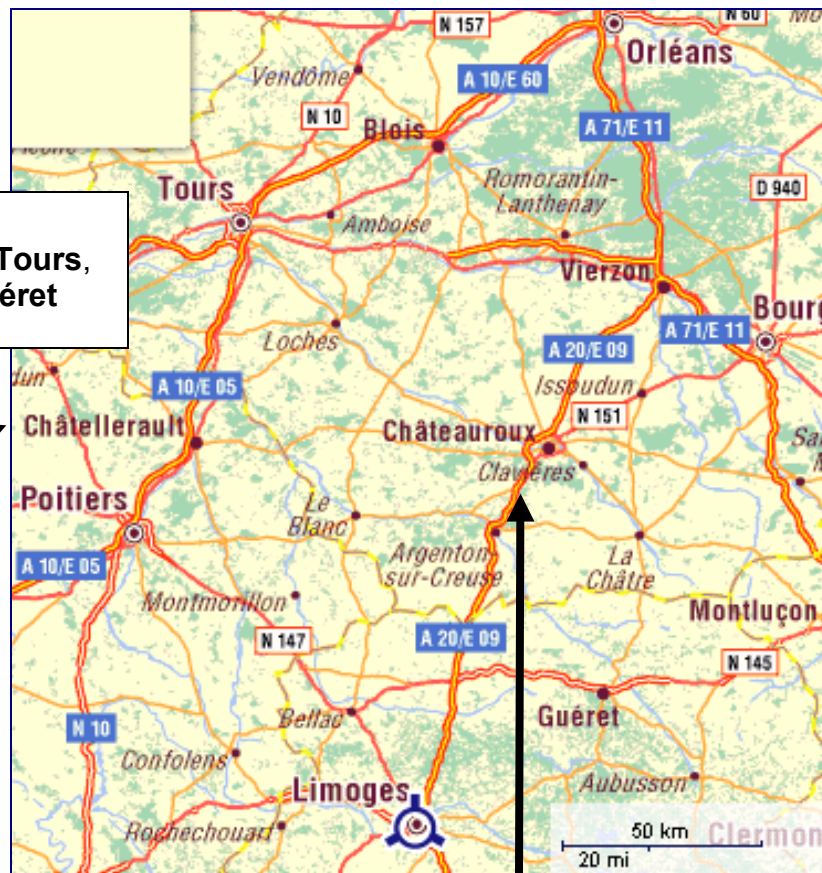 N 157
N 60
Orléans
Vendôme
A 10/E 60
N 10
A 71/E 11
Blois
Romorantin-
Lanthenay
D 940
Tours
Amboise
Tours,
éret
Vierzon
Bourg
A 71/E 11
Loches
A 20/E 09
dun
A 10/E 05
Issoudun
N 151
Châtellerault
Châteauroux
Clavières
Poitiers
Le
Blanc
A 10/E 05
Argenton-
sur-Creuse
La
Châtre
Montmorillon
Montluçon
N 147
A 20/E 09
N 145
Guéret
N 10
Bellac
Confolens
Limoges
Aubusson
Rochechouart
50 km
20 mi
Clermon